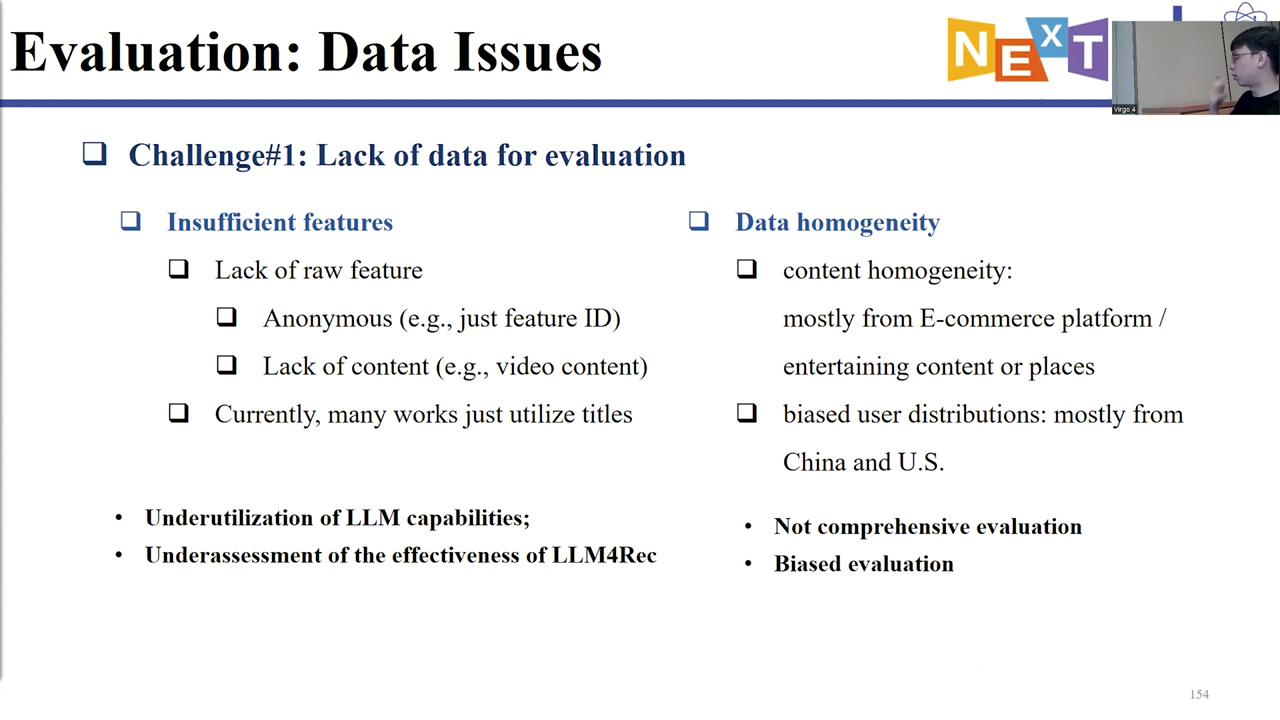 Evaluation: Data Issues
NExT
Virgo 4
Challenge#1: Lack of data for evaluation
Insufficient features
Lack of raw feature
Anonymous (e.g., just feature ID)
Lack of content (e.g., video content)
Currently, many works just utilize titles
Underutilization of LLM capabilities;
Underassessment of the effectiveness of LLM4Rec
Data homogeneity
content homogeneity:
mostly from E-commerce platform /
entertaining content or places
biased user distributions: mostly from
China and U.S.
Not comprehensive evaluation
Biased evaluation
154